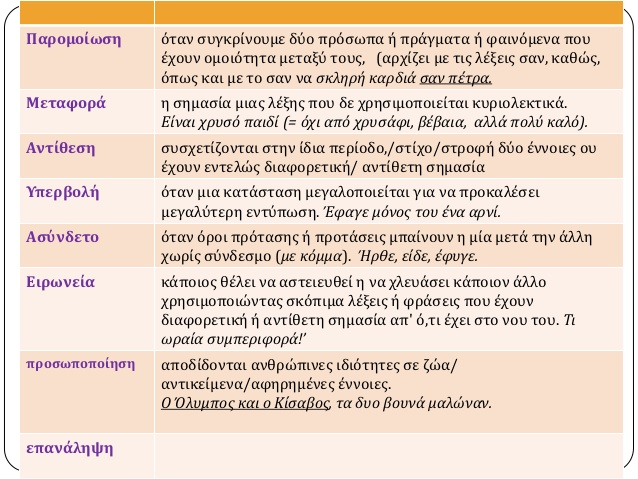 Παρομοίωση
όταν συγκρίνουμε δύο πρόσωπα ή πράγματα ή φαινόμενα που
έχουν ομοιότητα μεταξύ τους, (αρχίζει με τις λέξεις σαν, καθώς,
όπως και με το σαν να σκληρή καρδιά σαν πέτρα.
Μεταφορά
η σημασία μιας λέξης που δε χρησιμοποιείται κυριολεκτικά.
Είναι χρυσό παιδί (= όχι από χρυσάφι, βέβαια, αλλά πολύ καλό).
Αντίθεση
συσχετίζονται στην ίδια περίοδο,/στίχο/στροφή δύο έννοιες ου
έχουν εντελώς διαφορετική/ αντίθετη σημασία
Υπερβολή
όταν μια κατάσταση μεγαλοποιείται για να προκαλέσει
μεγαλύτερη εντύπωση. Έφαγε μόνος του ένα αρνί.
Ασύνδετο
όταν όροι πρότασης ή προτάσεις μπαίνουν η μία μετά την άλλη
χωρίς σύνδεσμο (με κόμμα). Ήρθε, είδε, έφυγε.
Ειρωνεία
κάποιος θέλει να αστειευθεί η να χλευάσει κάποιον άλλο
χρησιμοποιώντας σκόπιμα λέξεις ή φράσεις που έχουν
διαφορετική ή αντίθετη σημασία απ' ό,τι έχει στο νου του. Τι
ωραία συμπεριφορά!'
προσωποποίηση
αποδίδονται ανθρώπινες ιδιότητες σε ζώα/
αντικείμενα/αφηρημένες έννοιες.
Ο Όλυμπος και ο Κίσαβος, τα δυο βουνά μαλώναν.
επανάληψη